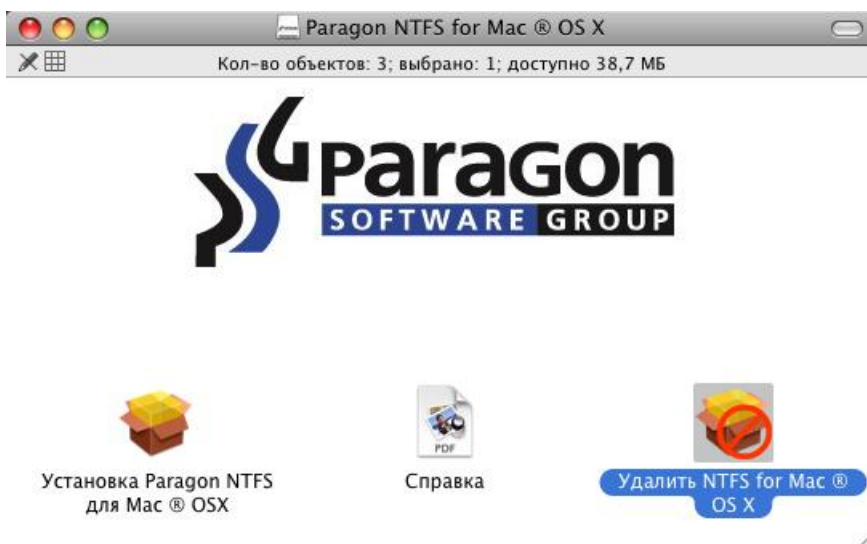 Paragon NTFS for Mac ® OS X
Кол-во объектов: 3; выбрано: 1; доступно 38,7 МБ
Paragon
SOFTWARE GROUP
PDF
Установка Paragon NTFS
для Mac ® OSX
Справка
Удалить NTFS for Mac ®
OS X